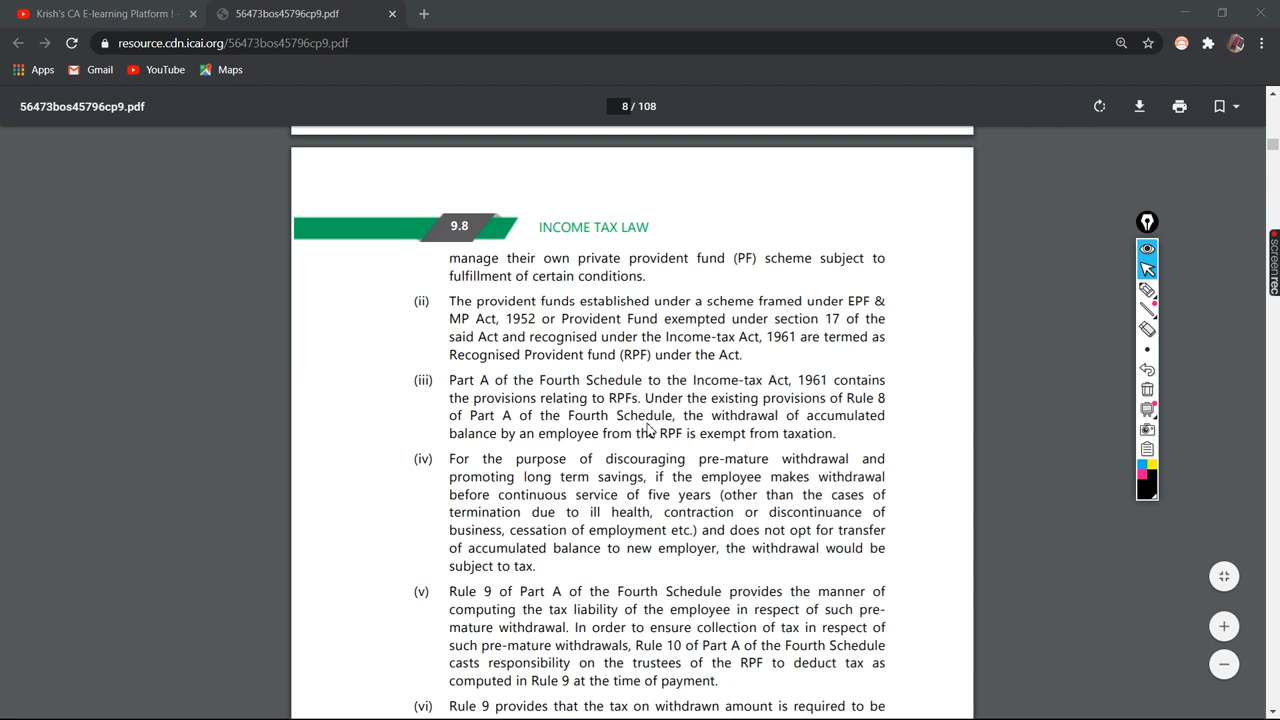 Krish's CA E-learning Platform ! -
56473bos45796cp9.pdf
resource.cdn.icai.org/56473bos45796cp9.pdf
Apps
Gmail
YouTube
Maps
56473bos45796cp9.pdf
8 / 108
9.8
INCOME TAX LAW
manage their own private provident fund (PF) scheme subject to
fulfillment of certain conditions.
(ii) The provident funds established under a scheme framed under EPF &
MP Act, 1952 or Provident Fund exempted under section 17 of the
said Act and recognised under the Income-tax Act, 1961 are termed as
Recognised Provident fund (RPF) under the Act.
(iii) Part A of the Fourth Schedule to the Income-tax Act, 1961 contains
the provisions relating to RPFs. Under the existing provisions of Rule 8
of Part A of the Fourth Schedule, the withdrawal of accumulated
balance by an employee from the RPF is exempt from taxation.
(iv) For the purpose of discouraging pre-mature withdrawal and
promoting long term savings, if the employee makes withdrawal
before continuous service of five years (other than the cases of
termination due to ill health, contraction or discontinuance of
business, cessation of employment etc.) and does not opt for transfer
of accumulated balance to new employer, the withdrawal would be
subject to tax.
(v) Rule 9 of Part A of the Fourth Schedule provides the manner of
computing the tax liability of the employee in respect of such pre-
mature withdrawal. In order to ensure collection of tax in respect of
such pre-mature withdrawals, Rule 10 of Part A of the Fourth Schedule
casts responsibility on the trustees of the RPF to deduct tax as
computed in Rule 9 at the time of payment.
(vi) Rule 9 provides that the tax on withdrawn amount is required to be
screenrec